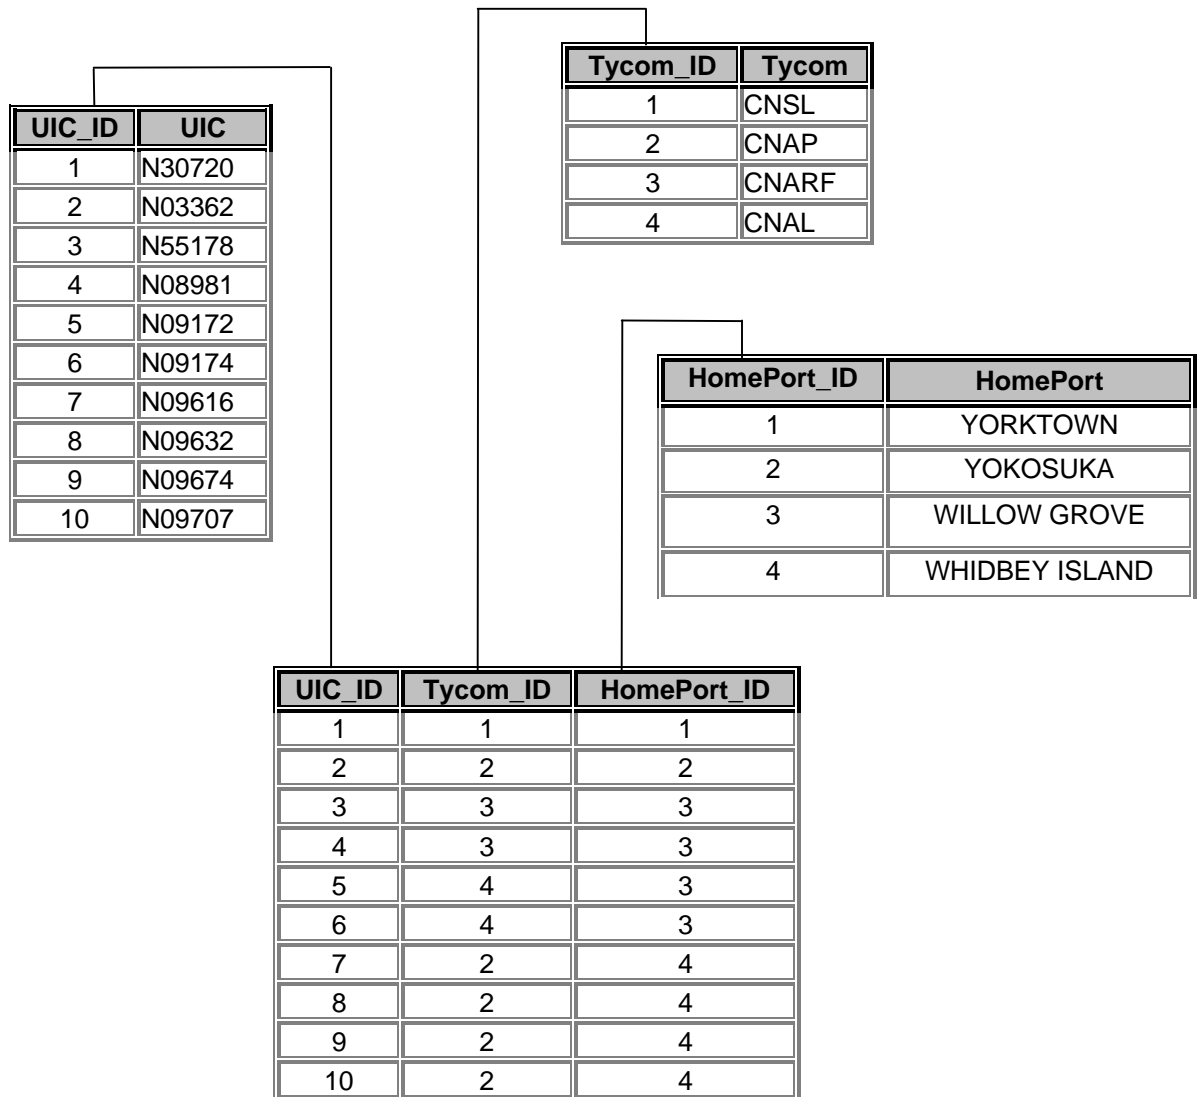 Tycom_ID Tycom
1 CNSL
2 CNAP
3 CNARF
4 CNAL
UIC_ID UIC
1 N30720
2 N03362
3 N55178
4 N08981
5 N09172
6 N09174
7 N09616
8 N09632
9 N09674
10 N09707
HomePort_ID HomePort
1 YORKTOWN
2 YOKOSUKA
3 WILLOW GROVE
4 WHIDBEY ISLAND
UIC_ID Tycom_ID HomePort_ID
1 1 1
2 2 2
3 3 3
4 3 3
5 4 3
6 4 3
7 2 4
8 2 4
9 2 4
10 2 4